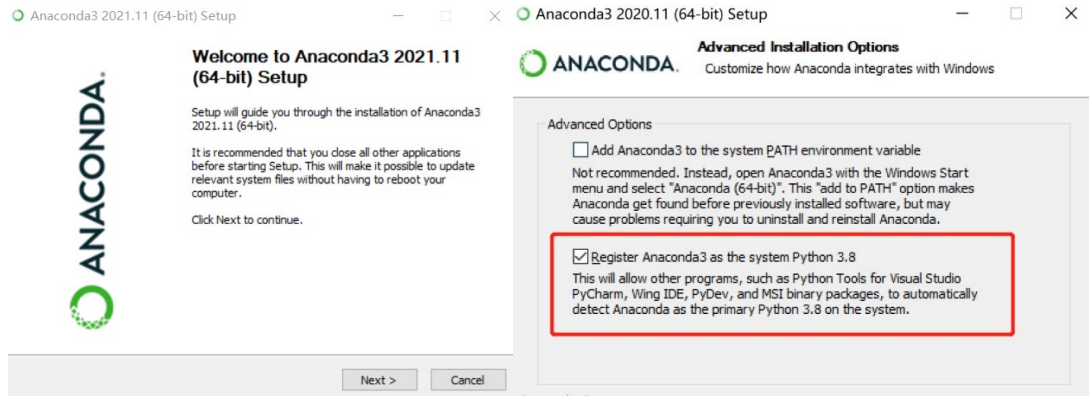 Anaconda3 2021.11 (64-bit) Setup
ANACONDA.
Welcome to Anaconda3 2021.11
(64-bit) Setup
Setup will guide you through the installation of Anaconda3
2021.11 (64-bit).
It is recommended that you close all other applications
before starting Setup. This will make it possible to update
relevant system files without having to reboot your
computer.
Click Next to continue.
Next >
Cancel
Anaconda3 2020.11 (64-bit) Setup
ANACONDA.
Advanced Installation Options
Customize how Anaconda integrates with Windows
Advanced Options
Add Anaconda3 to the system PATH environment variable
Not recommended. Instead, open Anaconda3 with the Windows Start
menu and select "Anaconda (64-bit)". This "add to PATH" option makes
Anaconda get found before previously installed software, but may
cause problems requiring you to uninstall and reinstall Anaconda.
Register Anaconda3 as the system Python 3.8
This will allow other programs, such as Python Tools for Visual Studio
PyCharm, Wing IDE, PyDev, and MSI binary packages, to automatically
detect Anaconda as the primary Python 3.8 on the system.